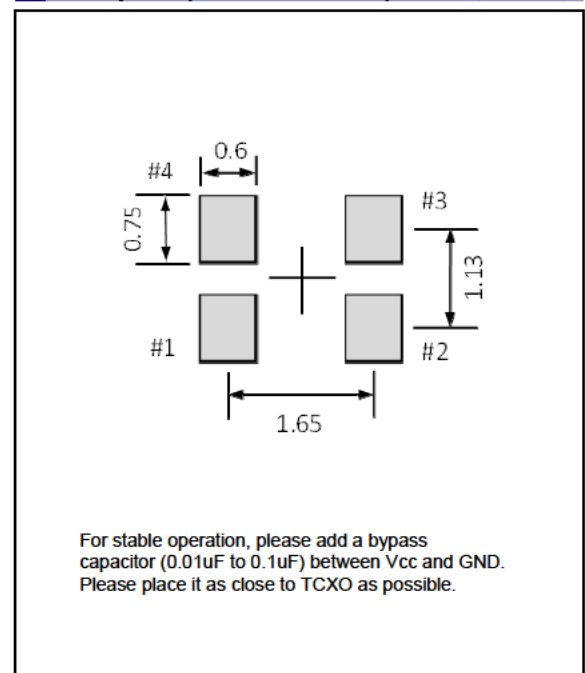 0.6
#4
#3
0.75
1.13
#1
#2
1.65
For stable operation, please add a bypass
capacitor (0.01uF to 0.1uF) between Vcc and GND.
Please place it as close to TCXO as possible.